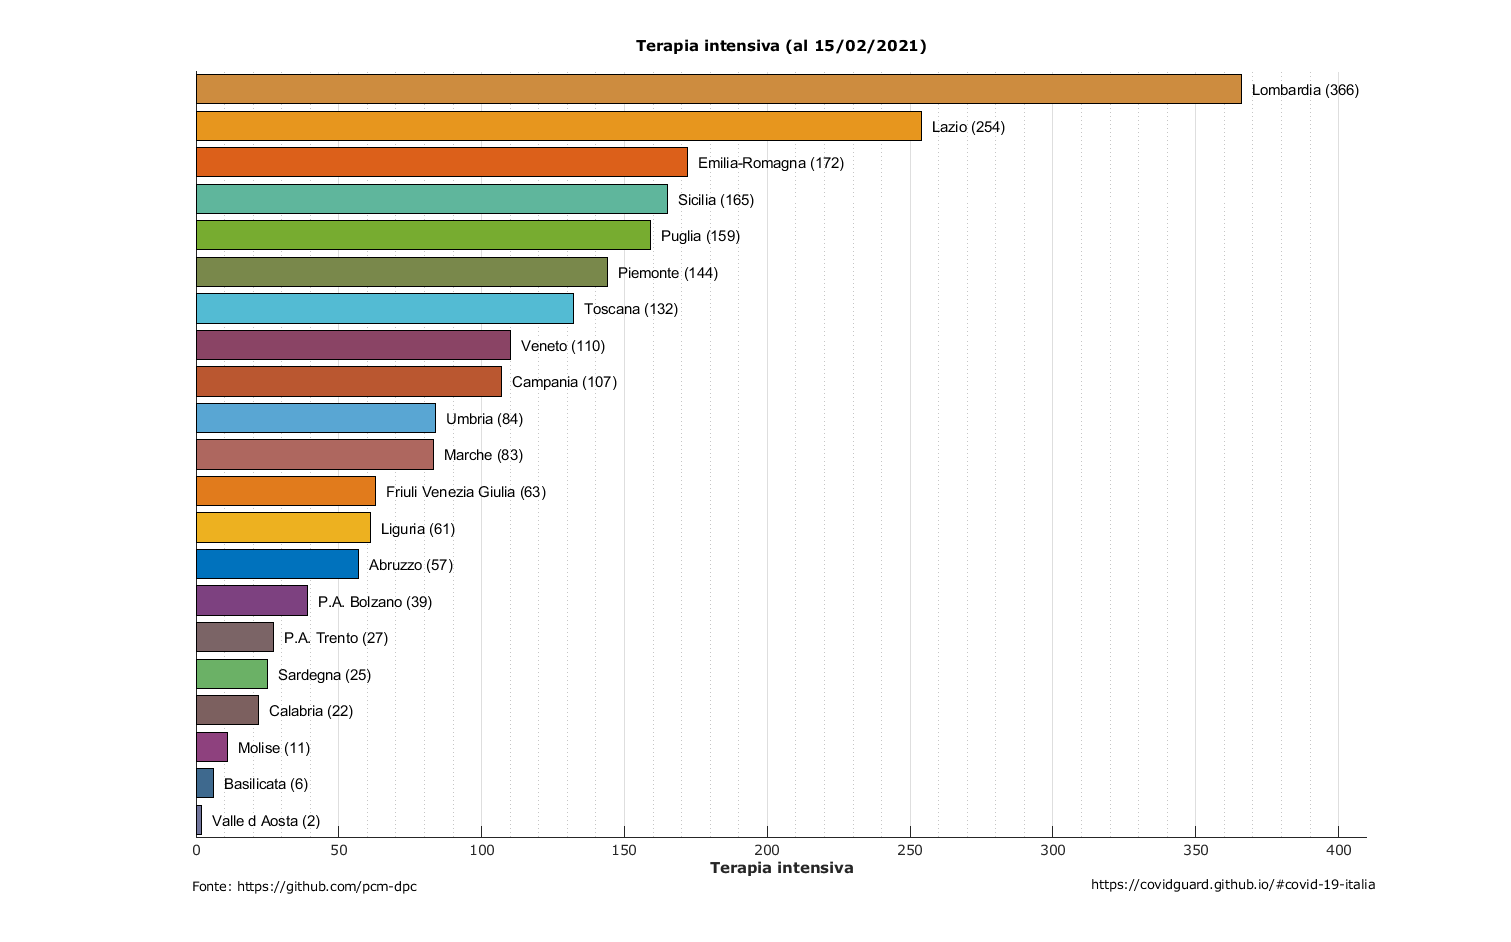 Terapia intensiva (al 15/02/2021)
Lombardia (366)
Lazio (254)
Emilia-Romagna (172)
Sicilia (165)
Puglia (159)
Piemonte (144)
Toscana (132)
Veneto (110)
Campania (107)
Umbria (84)
Marche (83)
Friuli Venezia Giulia (63)
Liguria (61)
Abruzzo (57)
P.A. Bolzano (39)
P.A. Trento (27)
Sardegna (25)
Calabria (22)
Molise (11)
Basilicata (6)
Valle d Aosta (2)
0 50 100 150 200 250 300 350 400
Terapia intensiva
Fonte: https://github.com/pcm-dpc
https://covidguard.github.io/#covid-19-italia